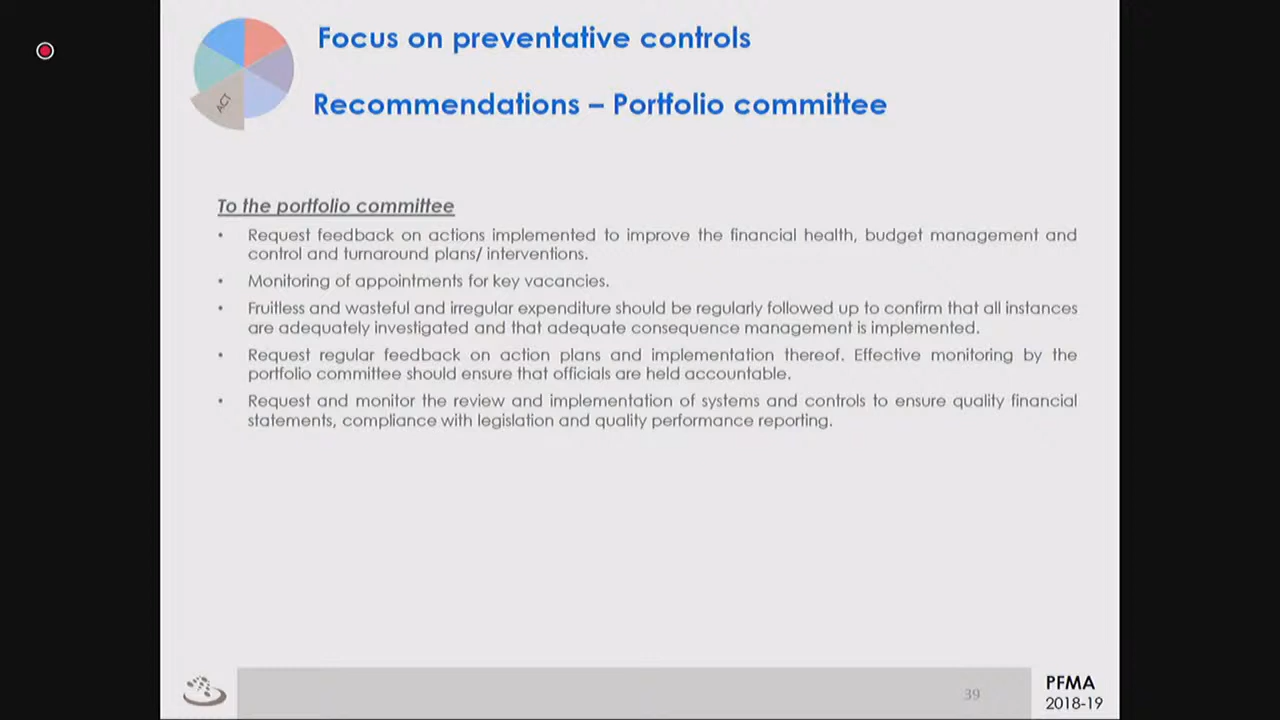 Focus on preventative controls
ACT
Recommendations – Portfolio committee
To the portfolio committee
• Request feedback on actions implemented to improve the financial health, budget management and
control and turnaround plans/ interventions.
• Monitoring of appointments for key vacancies.
• Fruitless and wasteful and irregular expenditure should be regularly followed up to confirm that all instances
are adequately investigated and that adequate consequence management is implemented.
• Request regular feedback on action plans and implementation thereof. Effective monitoring by the
portfolio committee should ensure that officials are held accountable.
• Request and monitor the review and implementation of systems and controls to ensure quality financial
statements, compliance with legislation and quality performance reporting.
39
PFMA
2018-19